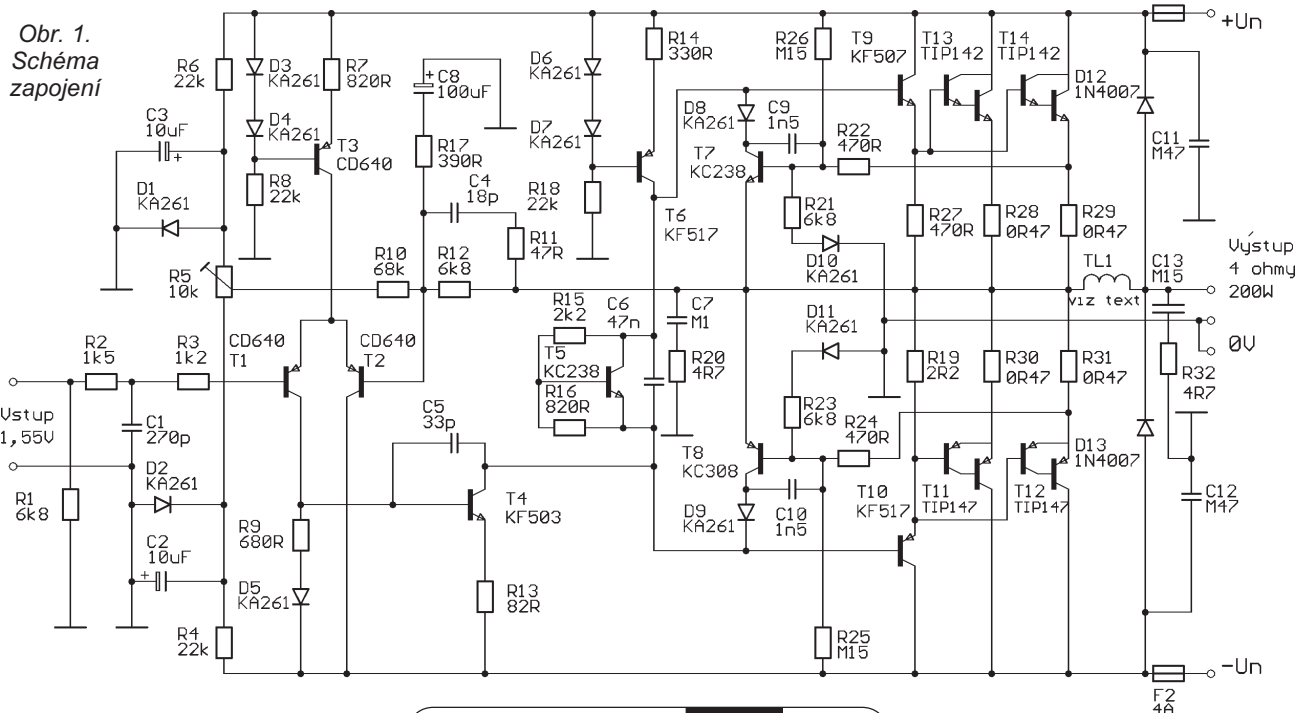 Obr. 1.
Schéma
zapojení
R6
22k
D3
KA261
R7
820R
C8
100uF
+
D6
KA261
R14
330R
R26
M15
T9
KF507
T13
TIP142
T14
TIP142
+Un
C3
10uF
+
D4
KA261
T3
CD640
R17
390R
D7
KA261
D8
KA261
C9
1n5
D12
1N4007
C11
M47
D1
KA261
R8
22k
C4
18p
R18
22k
T6
KF517
T7
KC238
R22
470R
R21
6k8
D10
KA261
R27
470R
R28
0R47
R29
0R47
R5
10k
R10
68k
R12
6k8
R11
47R
TL1
viz text
C13
M15
Výstup
4 ohmy
200W
0V
R2
1k5
R3
1k2
CD640
T1
CD640
T2
R15
2k2
C6
47n
T5
KC238
R16
820R
C7
M1
R20
4R7
D11
KA261
R19
2R2
R30
0R47
R31
0R47
R32
4R7
Vstup
1,55V
C1
270p
C5
33p
R23
6k8
R24
470R
T8
KC308
D13
1N4007
R1
6k8
D2
KA261
R9
680R
T4
KF503
D9
KA261
C10
1n5
T10
KF517
T11
TIP147
T12
TIP147
C12
M47
C2
10uF
+
D5
KA261
R13
82R
R4
22k
R25
M15
-Un
F2
4A